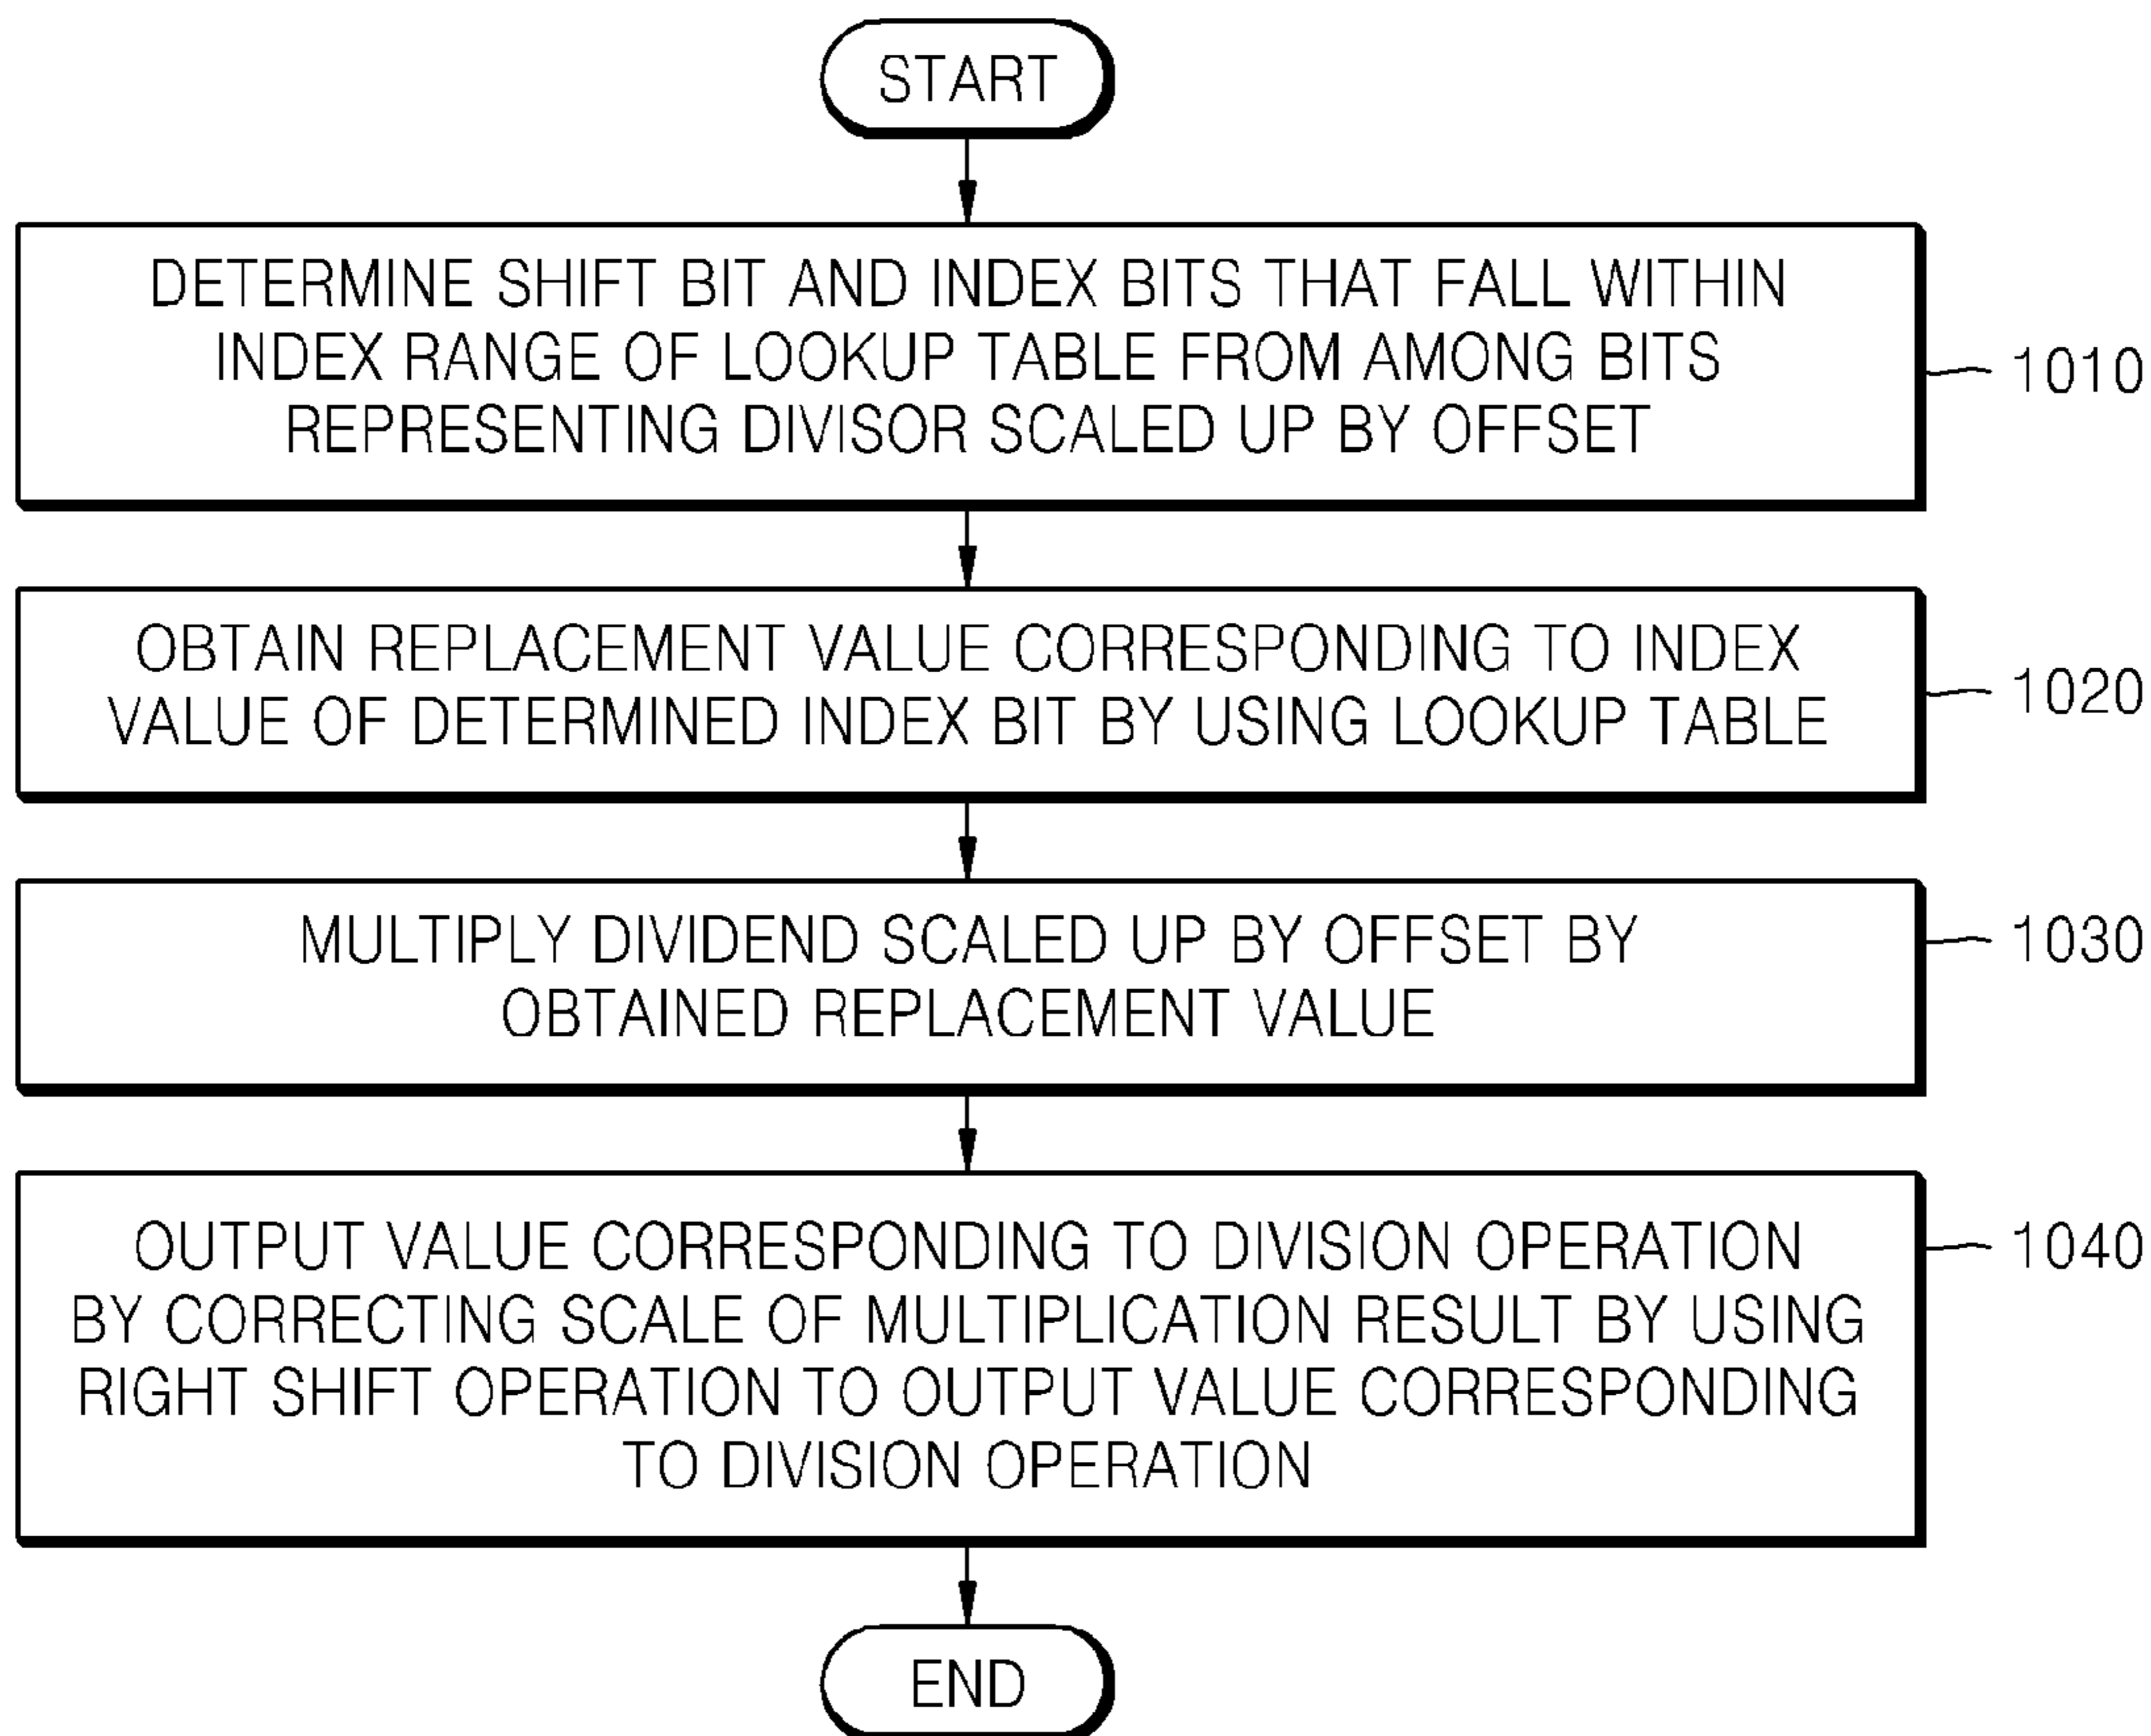 START
DETERMINE SHIFT BIT AND INDEX BITS THAT FALL WITHIN
INDEX RANGE OF LOOKUP TABLE FROM AMONG BITS
REPRESENTING DIVISOR SCALED UP BY OFFSET
1010
OBTAIN REPLACEMENT VALUE CORRESPONDING TO INDEX
VALUE OF DETERMINED INDEX BIT BY USING LOOKUP TABLE
1020
MULTIPLY DIVIDEND SCALED UP BY OFFSET BY
OBTAINED REPLACEMENT VALUE
1030
OUTPUT VALUE CORRESPONDING TO DIVISION OPERATION
BY CORRECTING SCALE OF MULTIPLICATION RESULT BY USING
RIGHT SHIFT OPERATION TO OUTPUT VALUE CORRESPONDING
TO DIVISION OPERATION
1040
END